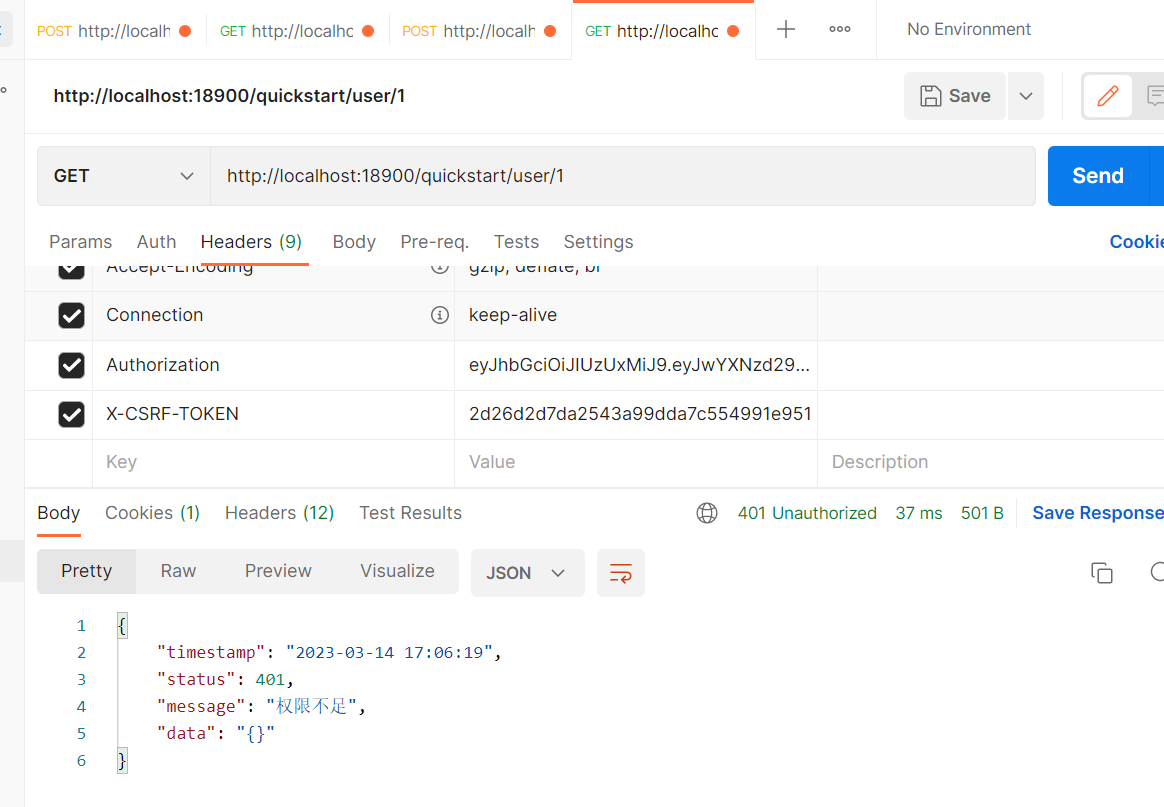 POST http://localh GET http://localhc POST http://localh GET http://localhc No Environment
http://localhost:18900/quickstart/user/1 Save
GET http://localhost:18900/quickstart/user/1 Send
Params Auth Headers (9) Body Pre-req. Tests Settings Cookie
Accept-Encoding gzip, deflate, br
Connection keep-alive
Authorization eyJhbGciOiJIUzUxMiJ9.eyJwYXNzd29...
X-CSRF-TOKEN 2d26d2d7da2543a99dda7c554991e951
Key Value Description
Body Cookies (1) Headers (12) Test Results 401 Unauthorized 37 ms 501 B Save Response
Pretty Raw Preview Visualize JSON
1 {
2 "timestamp": "2023-03-14 17:06:19",
3 "status": 401,
4 "message": "权限不足",
5 "data": "{}"
6 }